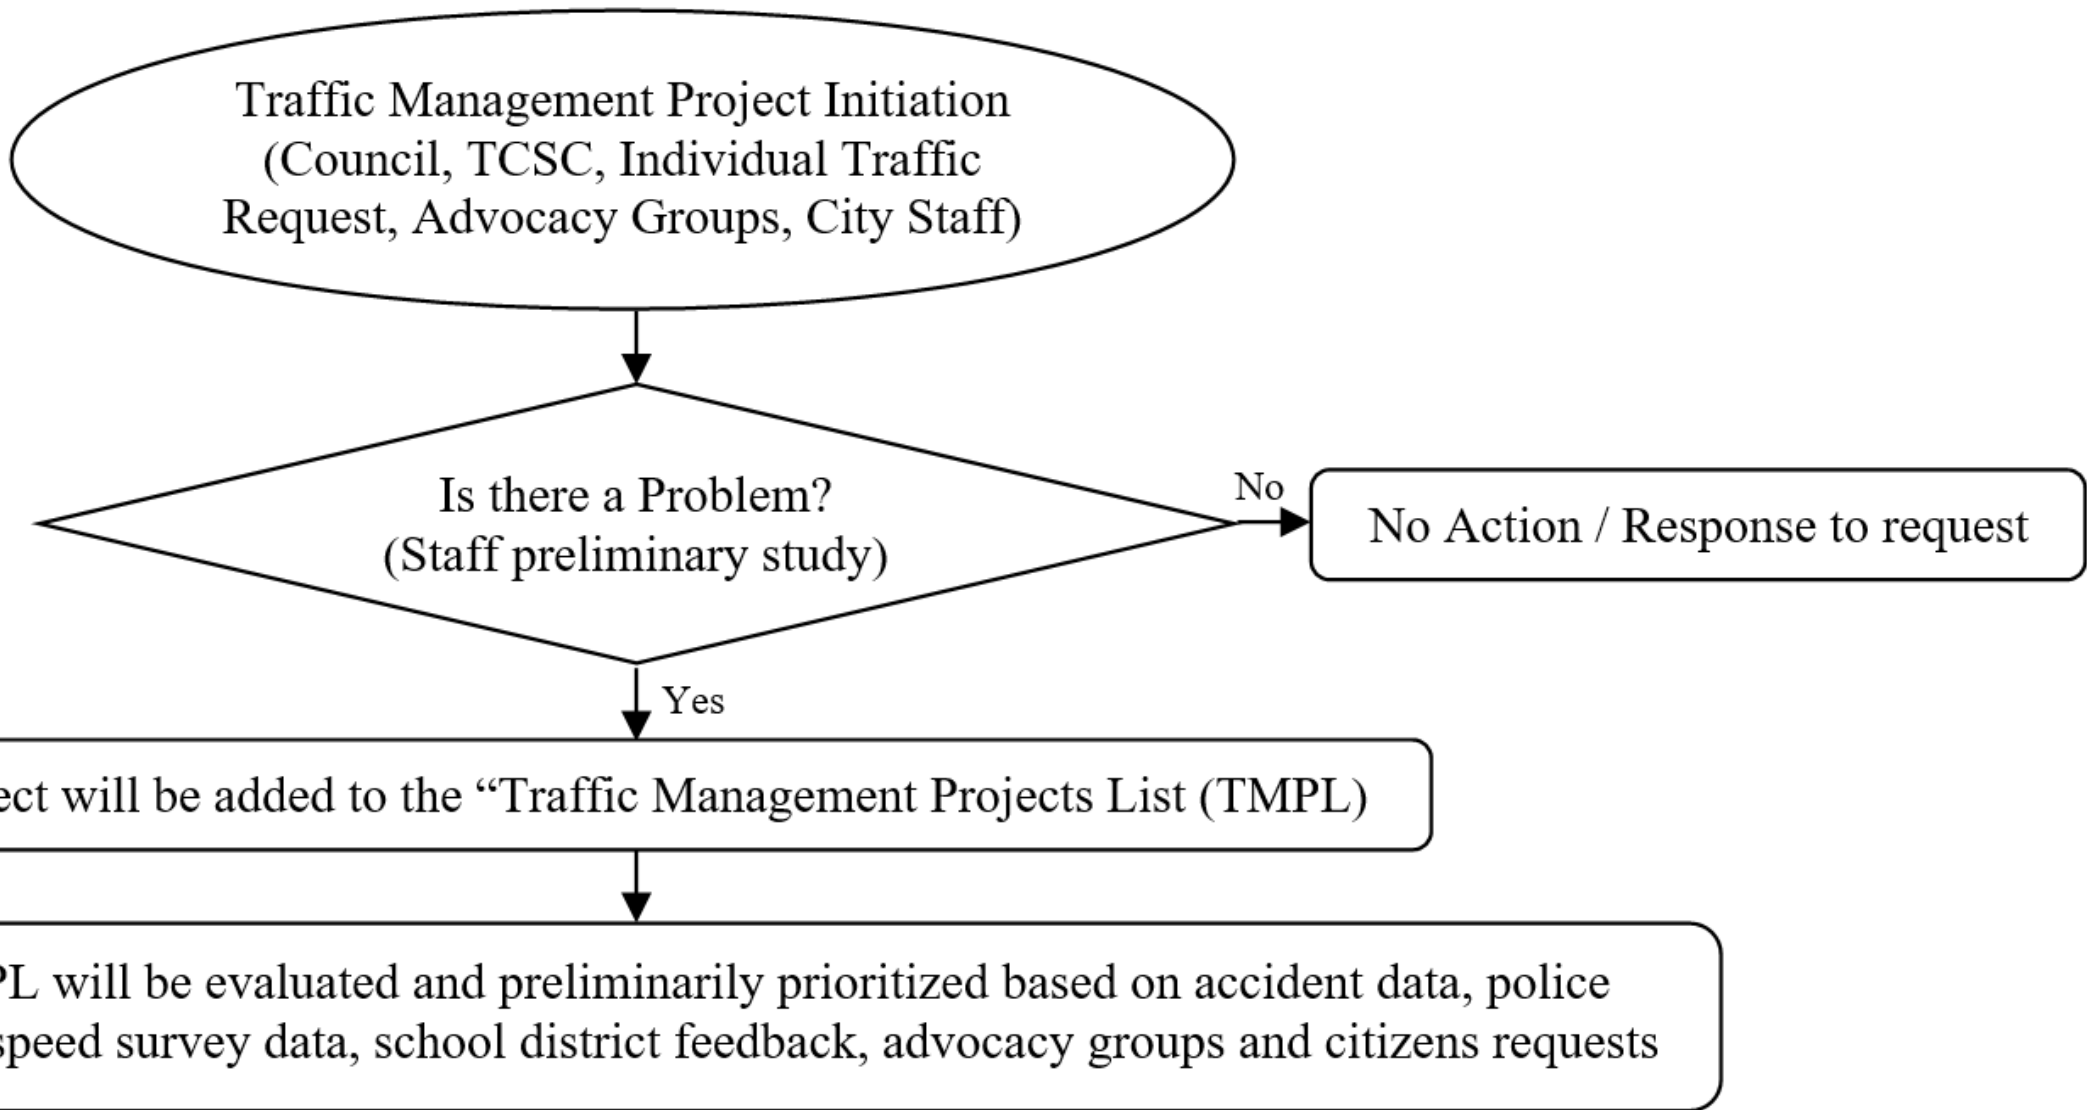 Traffic Management Project Initiation
(Council, TCSC, Individual Traffic
Request, Advocacy Groups, City Staff)
Is there a Problem?
(Staff preliminary study)
No
No Action / Response to request
Yes
will be added to the “Traffic Management Projects List (TMPL)
will be evaluated and preliminarily prioritized based on accident data, police
speed survey data, school district feedback, advocacy groups and citizens requests